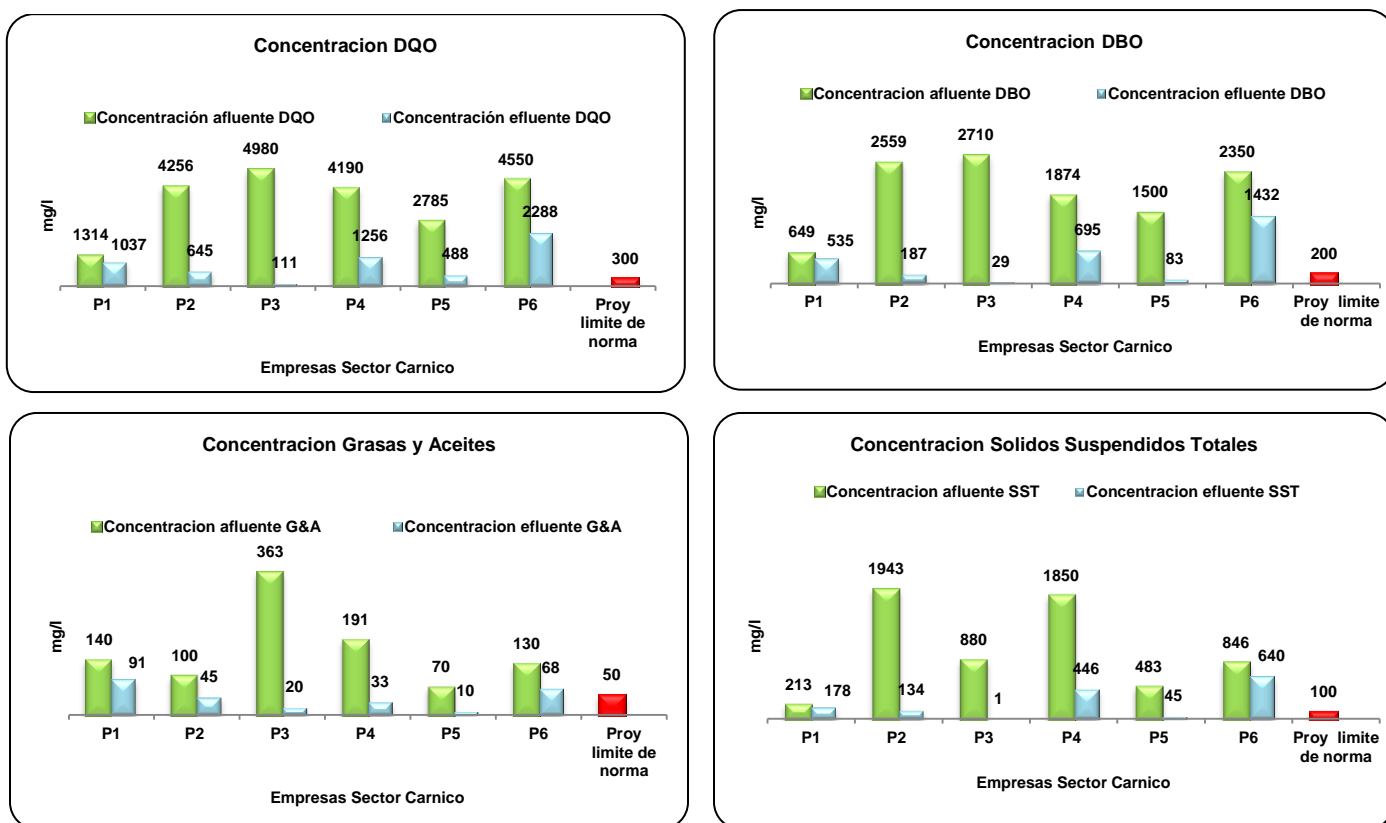 Concentracion DQO
Concentración afluente DQO Concentración efluente DQO
mg/l
1314 1037 4256 645 4980 111 4190 1256 2785 488 4550 2288 300
P1 P2 P3 P4 P5 P6 Proy
limite de
norma
Empresas Sector Carnico
Concentracion DBO
Concentracion afluente DBO Concentracion efluente DBO
mg/l
649 535 2559 187 2710 29 1874 695 1500 83 2350 1432 200
P1 P2 P3 P4 P5 P6 Proy limite
de norma
Empresas Sector Carnico
Concentracion Grasas y Aceites
Concentracion afluente G&A Concentracion efluente G&A
mg/l
140 91 100 45 363 20 191 33 70 10 130 68 50
P1 P2 P3 P4 P5 P6 Proy
limite de
norma
Empresas Sector Carnico
Concentracion Solidos Suspendidos Totales
Concentracion afluente SST Concentracion efluente SST
mg/l
213 178 1943 134 880 1 1850 446 483 45 846 640 100
P1 P2 P3 P4 P5 P6 Proy limite
de norma
Empresas Sector Carnico